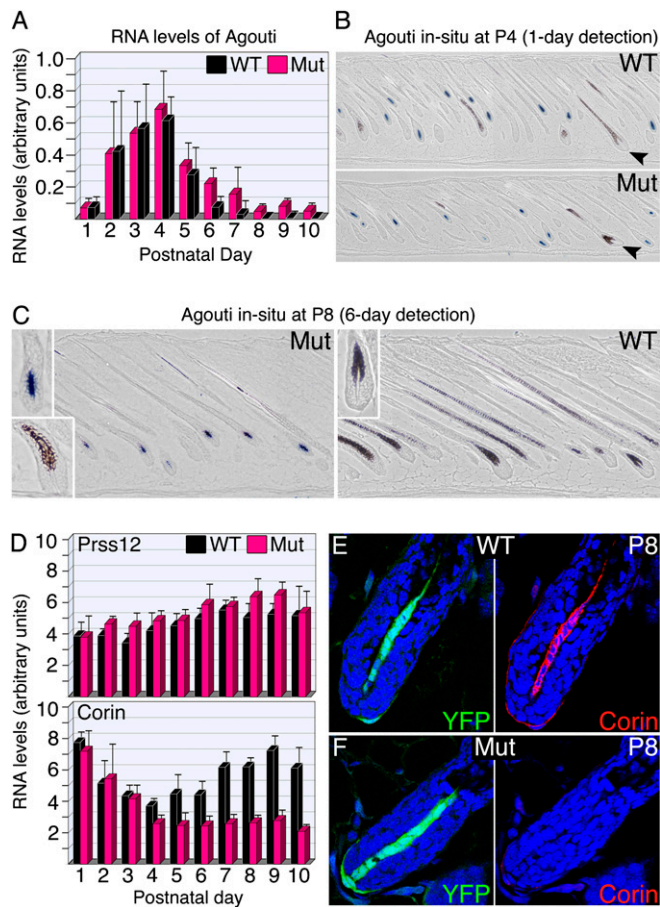 A
RNA levels of Agouti
WT Mut
RNA levels (arbitrary units)
1.0
0.8
0.6
0.4
0.2
1 2 3 4 5 6 7 8 9 10
Postnatal Day
B
Agouti in-situ at P4 (1-day detection)
WT
Mut
C
Agouti in-situ at P8 (6-day detection)
Mut
WT
D
Prss12
WT Mut
RNA levels (arbitrary units)
10
8
6
4
2
Corin
10
8
6
4
2
1 2 3 4 5 6 7 8 9 10
Postnatal day
E
WT
P8
YFP
Corin
F
Mut
P8
YFP
Corin